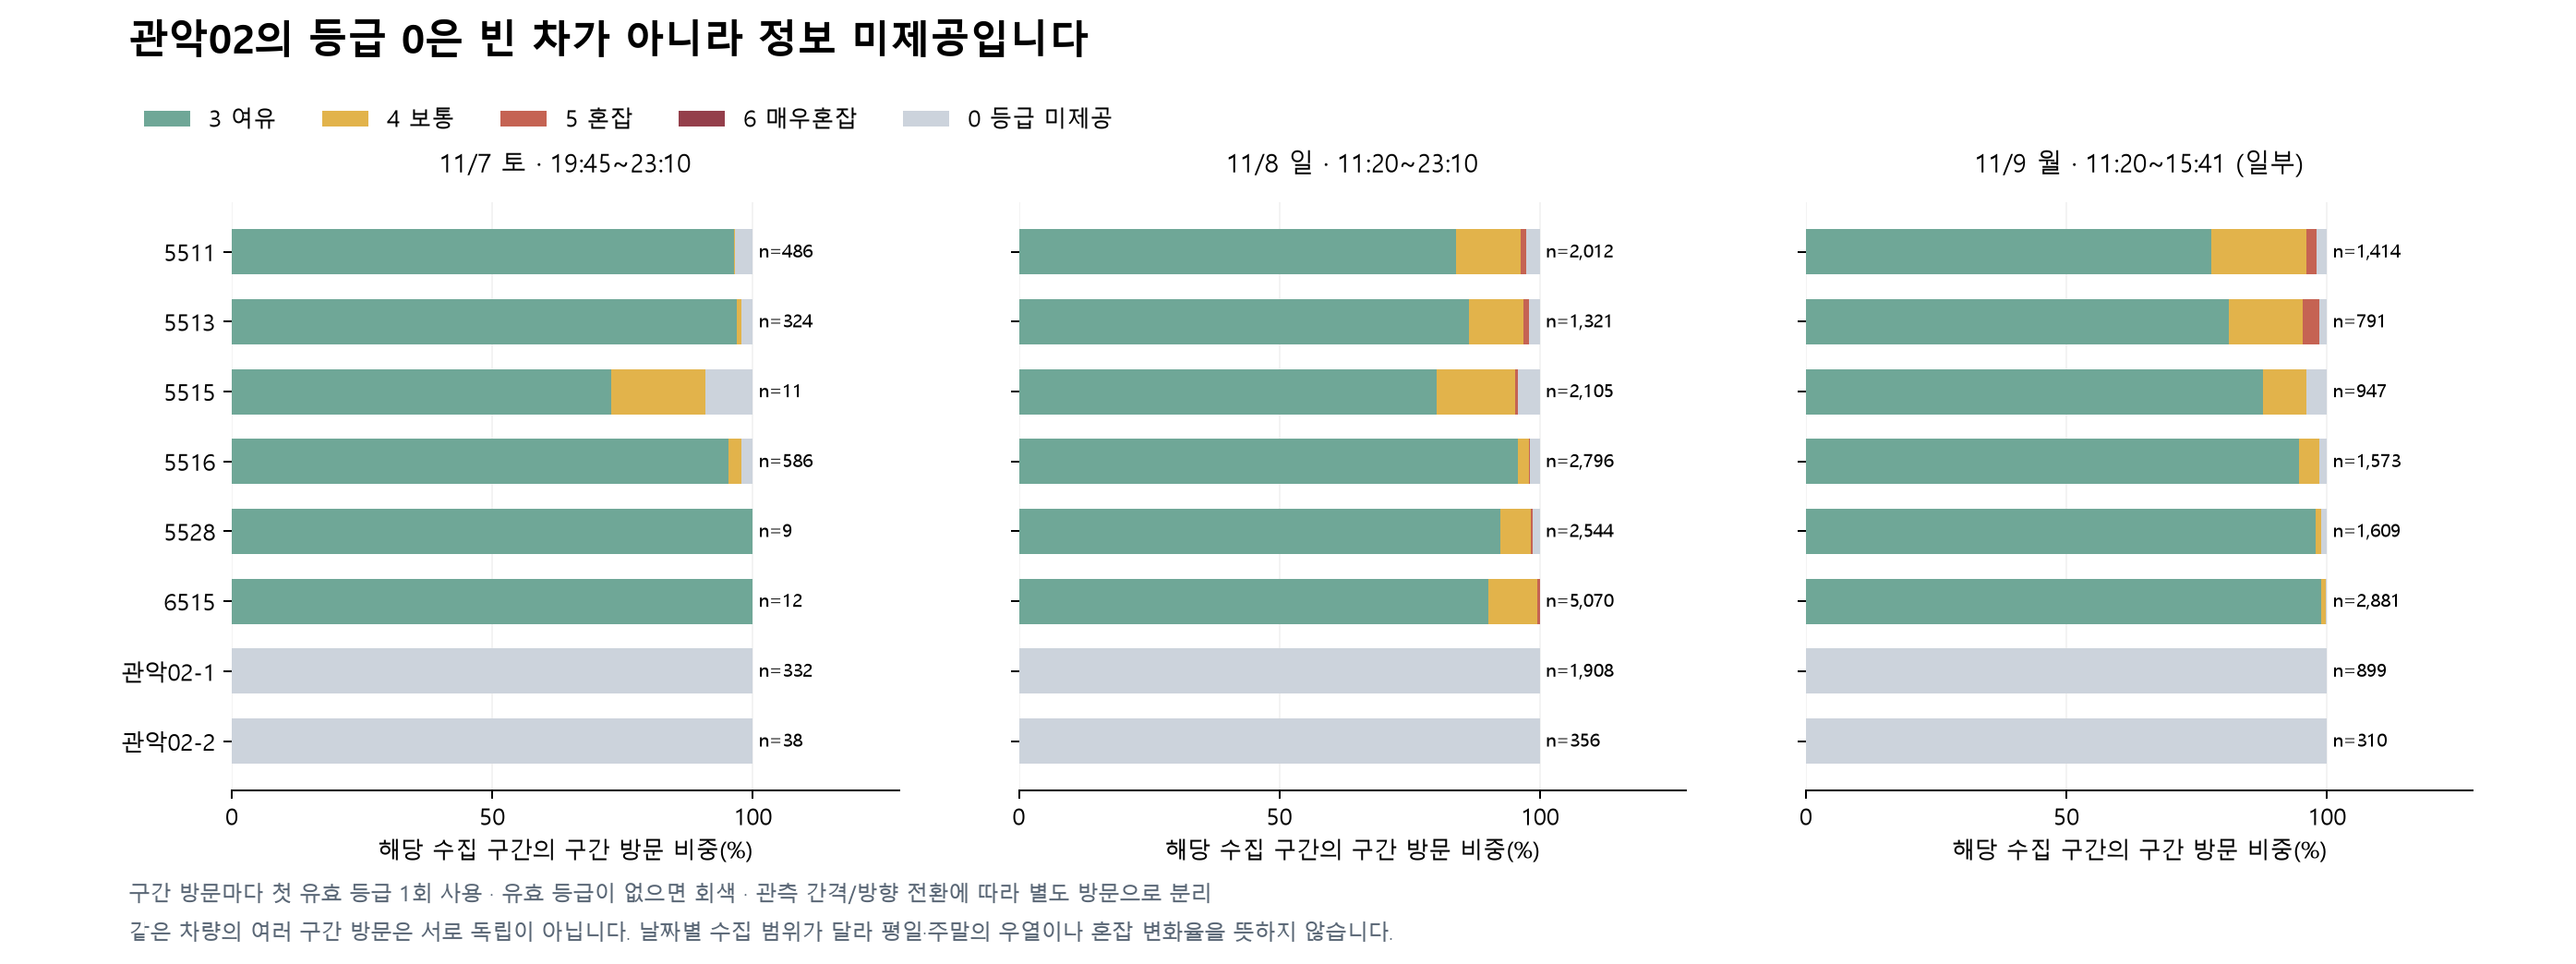 관악02의 등급 0은 빈 차가 아니라 정보 미제공입니다
3 여유 4 보통 5 혼잡 6 매우혼잡 0 등급 미제공
11/7 토 · 19:45~23:10
5511 n=486
5513 n=324
5515 n=11
5516 n=586
5528 n=9
6515 n=12
관악02-1 n=332
관악02-2 n=38
0 50 100
해당 수집 구간의 구간 방문 비중(%)
11/8 일 · 11:20~23:10
n=2,012
n=1,321
n=2,105
n=2,796
n=2,544
n=5,070
n=1,908
n=356
0 50 100
해당 수집 구간의 구간 방문 비중(%)
11/9 월 · 11:20~15:41 (일부)
n=1,414
n=791
n=947
n=1,573
n=1,609
n=2,881
n=899
n=310
0 50 100
해당 수집 구간의 구간 방문 비중(%)
구간 방문마다 첫 유효 등급 1회 사용 · 유효 등급이 없으면 회색 · 관측 간격/방향 전환에 따라 별도 방문으로 분리
같은 차량의 여러 구간 방문은 서로 독립이 아닙니다. 날짜별 수집 범위가 달라 평일·주말의 우열이나 혼잡 변화율을 뜻하지 않습니다.